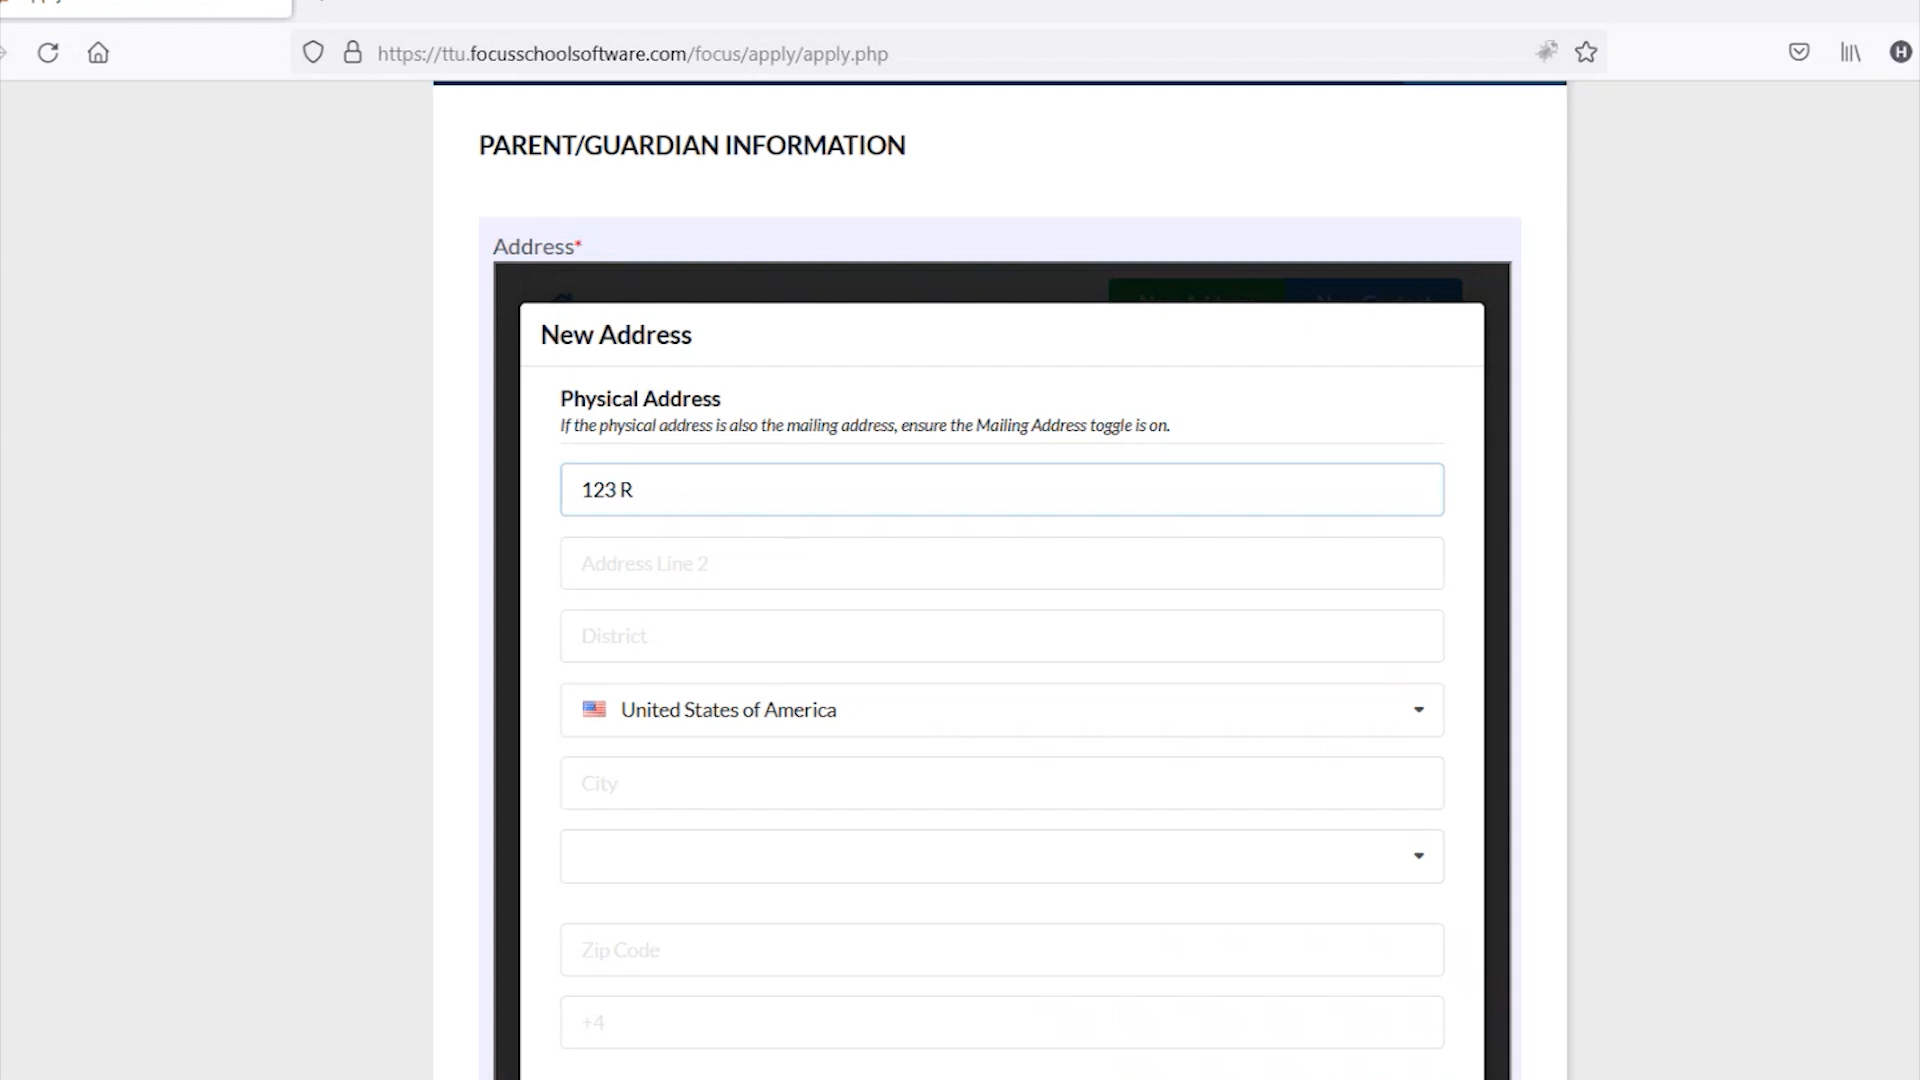 https://ttu.focusschoolsoftware.com/focus/apply/apply.php
H
PARENT/GUARDIAN INFORMATION
Address*
New Address
Physical Address
If the physical address is also the mailing address, ensure the Mailing Address toggle is on.
123 R
Address Line 2
District
United States of America
City
Zip Code
+4